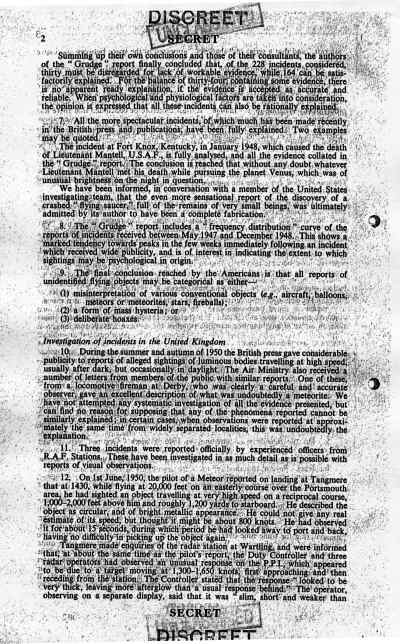 DISCREET
2
SECRET
Summing up their own conclusions and those of their consultants, the authors
of the " Grudge " report finally concluded, that, of the 228 incidents considered,
thirty must be disregarded for lack of workable evidence, while 164 can be satis-
factorily explained. For the balance of thirty-four, containing some evidence, there
is no apparent ready explanation, if the evidence is accepted as accurate and
reliable. When psychological and physiological factors are taken into consideration,
the opinion is expressed that all these incidents can also be rationally explained.
7. All the more spectacular incidents, of which much has been made recently
in the British press and publications, have been fully explained. Two examples
may be quoted.
The incident at Fort Knox, Kentucky, in January 1948, which caused the death
of Lieutenant Mantell, U.S.A.F., is fully analysed, and all the evidence collated in
the " Grudge " report. The conclusion is reached that without any doubt whatever
Lieutenant Mantell met his death while pursuing the planet Venus, which was of
unusual brightness on the night in question.
We have been informed, in conversation with a member of the United States
investigating team, that the even more sensational report of the discovery of a
crashed " flying saucer," full of the remains of very small beings, was ultimately
admitted by its author to have been a complete fabrication.
8. The " Grudge " report includes a " frequency distribution " curve of the
reports of incidents received between May 1947 and December 1948. This shows a
marked tendency towards peaks in the few weeks immediately following an incident
which received wide publicity, and is of interest in indicating the extent to which
sightings may be psychological in origin.
9. The final conclusion reached by the Americans is that all reports of
unidentified flying objects may be categorical as either—
(1) misinterpretation of various conventional objects (e.g., aircraft, balloons,
meteors or meteorites, stars, fireballs);
(2) a form of mass hysteria; or
(3) deliberate hoaxes.
Investigation of incidents in the United Kingdom
10. During the summer and autumn of 1950 the British press gave considerable
publicity to reports of alleged sightings of luminous bodies travelling at high speed,
usually after dark, but occasionally in daylight. The Air Ministry also received a
number of letters from members of the public with similar reports. One of these,
from a locomotive fireman at Derby, who was clearly a careful and accurate
observer, gave an excellent description of what was undoubtedly a meteorite. We
have not attempted any systematic investigation of all the evidence presented, but
can find no reason for supposing that any of the phenomena reported cannot be
similarly explained; in certain cases, when observations were reported at approxi-
mately the same time from widely separated localities, this was undoubtedly the
explanation.
11. Three incidents were reported officially by experienced officers from
R.A.F. Stations. These have been investigated in as much detail as is possible with
reports of visual observations.
12. On 1st June, 1950, the pilot of a Meteor reported on landing at Tangmere
that at 1430, while flying at 20,000 feet on an easterly course over the Portsmouth
area, he had sighted an object travelling at very high speed on a reciprocal course,
1,000–2,000 feet above him and roughly 1,200 yards to starboard. He described the
object as circular, and of bright metallic appearance. He could not give any real
estimate of its speed, but thought it might be about 800 knots. He had observed
it for about 15 seconds, during which period he had looked away to port and back,
having no difficulty in picking up the object again.
Tangmere made enquiries of the radar station at Wartling, and were informed
that, at about the same time as the pilot's report, the Duty Controller and three
radar operators had observed an unusual response on the P.P.I., which appeared
to be due to a target moving at 1,300–1,650 knots, first approaching and then
receding from the station. The Controller stated that the response " looked to be
very thick, leaving more afterglow than a usual response behind." The operator,
observing on a separate display, said that it was " slim, short and weaker than
SECRET
DISCREET